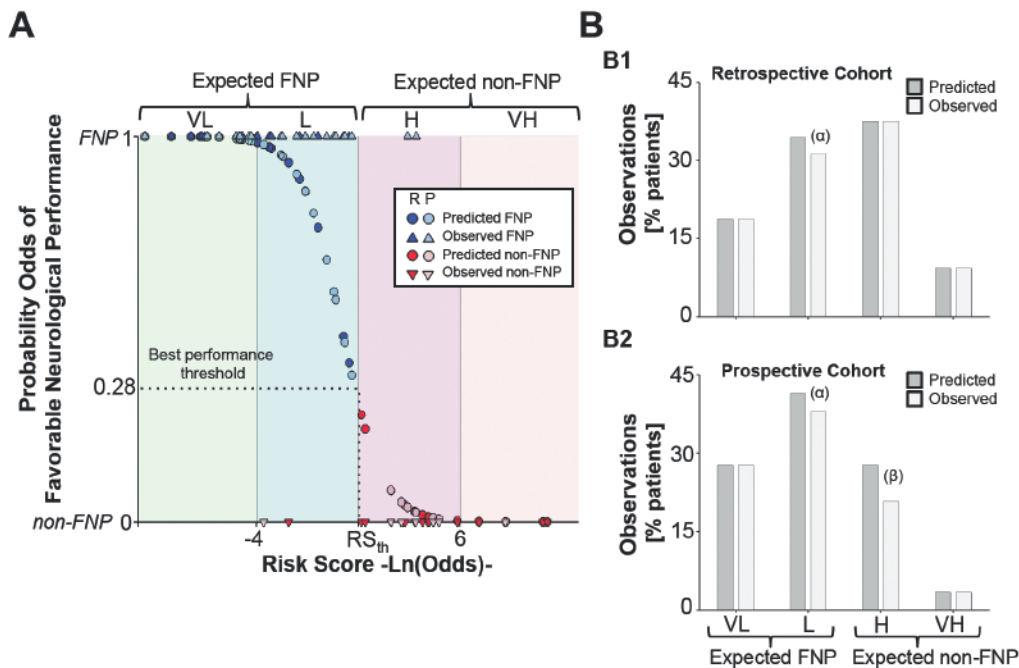 A
Expected FNP
Expected non-FNP
VL
L
H
VH
FNP 1
0.28
non-FNP 0
Probability Odds of
Favorable Neurological Performance
Best performance
threshold
R P
Predicted FNP
Observed FNP
Predicted non-FNP
Observed non-FNP
-4
RSth
6
Risk Score -Ln(Odds)-
B
B1
Retrospective Cohort
Predicted
Observed
(α)
45
30
15
0
Observations
[% patients]
B2
Prospective Cohort
Predicted
Observed
(α)
(β)
45
30
15
0
Observations
[% patients]
VL
L
H
VH
Expected FNP
Expected non-FNP